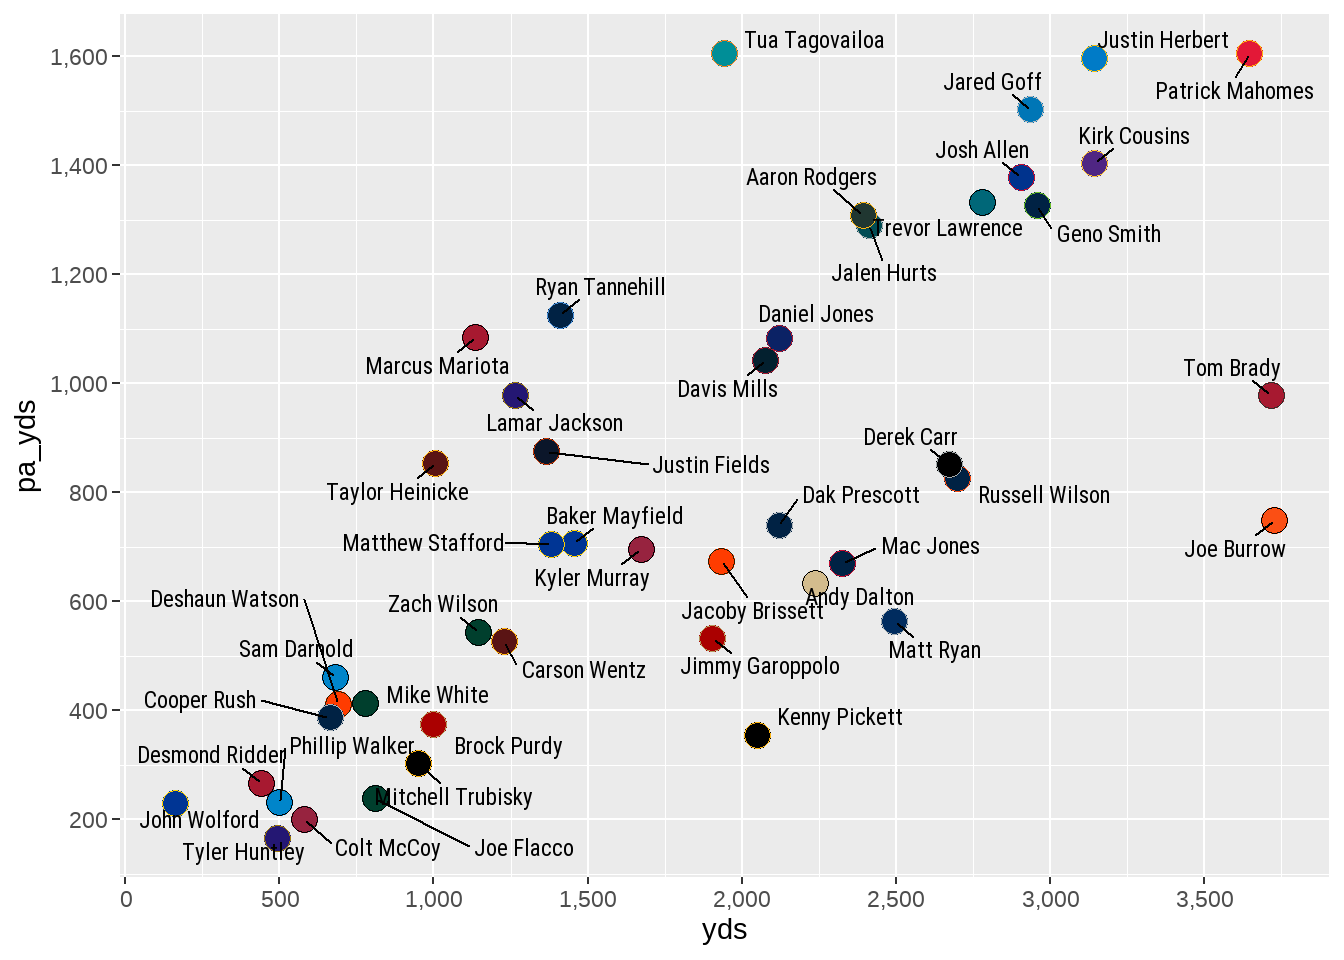 Tua Tagovailoa
Justin Herbert
1,600
Jared Goff
Patrick Mahomes
Kirk Cousins
Josh Allen
1,400
Aaron Rodgers
Trevor Lawrence
Geno Smith
Jalen Hurts
1,200
Ryan Tannehill
Daniel Jones
Marcus Mariota
Tom Brady
1,000
Davis Mills
Lamar Jackson
Derek Carr
Justin Fields
pa_yds
Taylor Heinicke
800
Dak Prescott
Russell Wilson
Baker Mayfield
Matthew Stafford
Mac Jones
Joe Burrow
Kyler Murray
Deshaun Watson
600
Zach Wilson
Jacoby Brissett
Andy Dalton
Sam Darnold
Matt Ryan
Carson Wentz
Jimmy Garoppolo
Cooper Rush
Mike White
400
Kenny Pickett
Desmond Ridder
Phillip Walker
Brock Purdy
Mitchell Trubisky
John Wolford
200
Tyler Huntley
Colt McCoy
Joe Flacco
0
500
1,000
1,500
2,000
2,500
3,000
3,500
yds